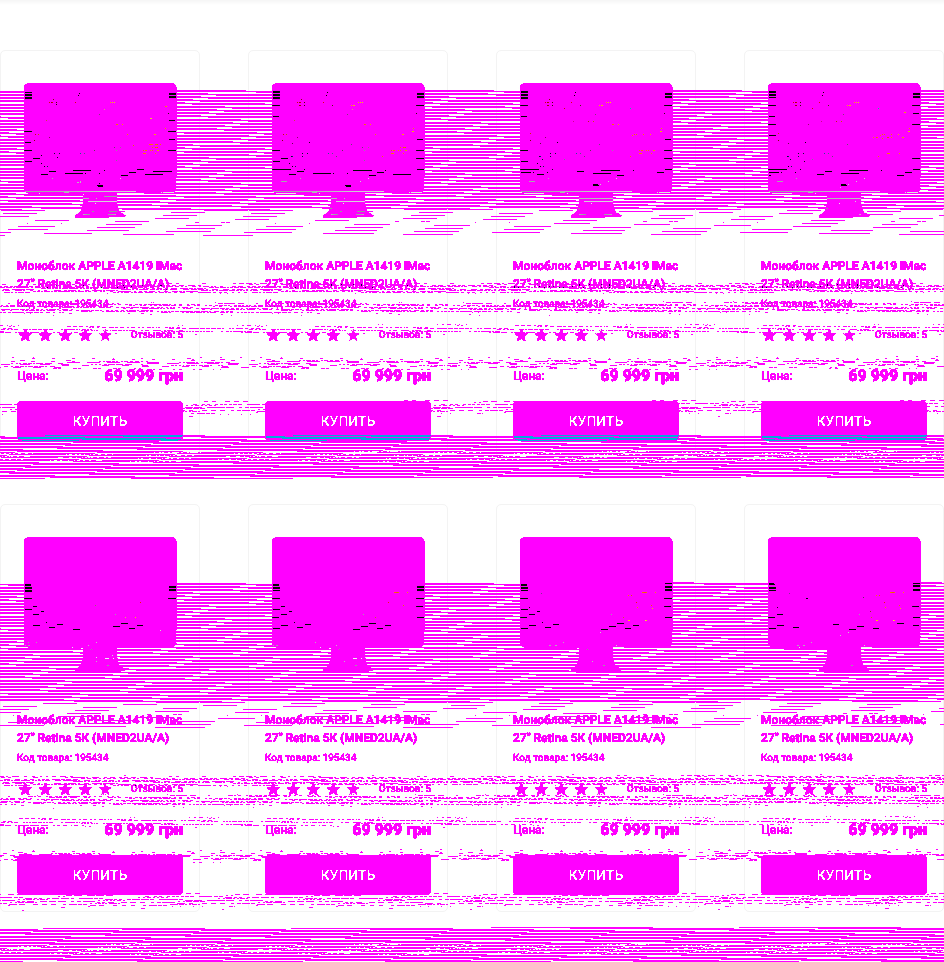 Моноблок APPLE A1419 iMac Моноблок APPLE A1419 iMac Моноблок APPLE A1419 iMac Моноблок APPLE A1419 iMac
27" Retina 5K (MNED2UA/A) 27" Retina 5K (MNED2UA/A) 27" Retina 5K (MNED2UA/A) 27" Retina 5K (MNED2UA/A)
Код товара: 195434 Код товара: 195434 Код товара: 195434 Код товара: 195434
Отзывов: 5 Отзывов: 5 Отзывов: 5 Отзывов: 5
Цена: 69 999 грн Цена: 69 999 грн Цена: 69 999 грн Цена: 69 999 грн
КУПИТЬ КУПИТЬ КУПИТЬ КУПИТЬ
Моноблок APPLE A1419 iMac Моноблок APPLE A1419 iMac Моноблок APPLE A1419 iMac Моноблок APPLE A1419 iMac
27" Retina 5K (MNED2UA/A) 27" Retina 5K (MNED2UA/A) 27" Retina 5K (MNED2UA/A) 27" Retina 5K (MNED2UA/A)
Код товара: 195434 Код товара: 195434 Код товара: 195434 Код товара: 195434
Отзывов: 5 Отзывов: 5 Отзывов: 5 Отзывов: 5
Цена: 69 999 грн Цена: 69 999 грн Цена: 69 999 грн Цена: 69 999 грн
КУПИТЬ КУПИТЬ КУПИТЬ КУПИТЬ